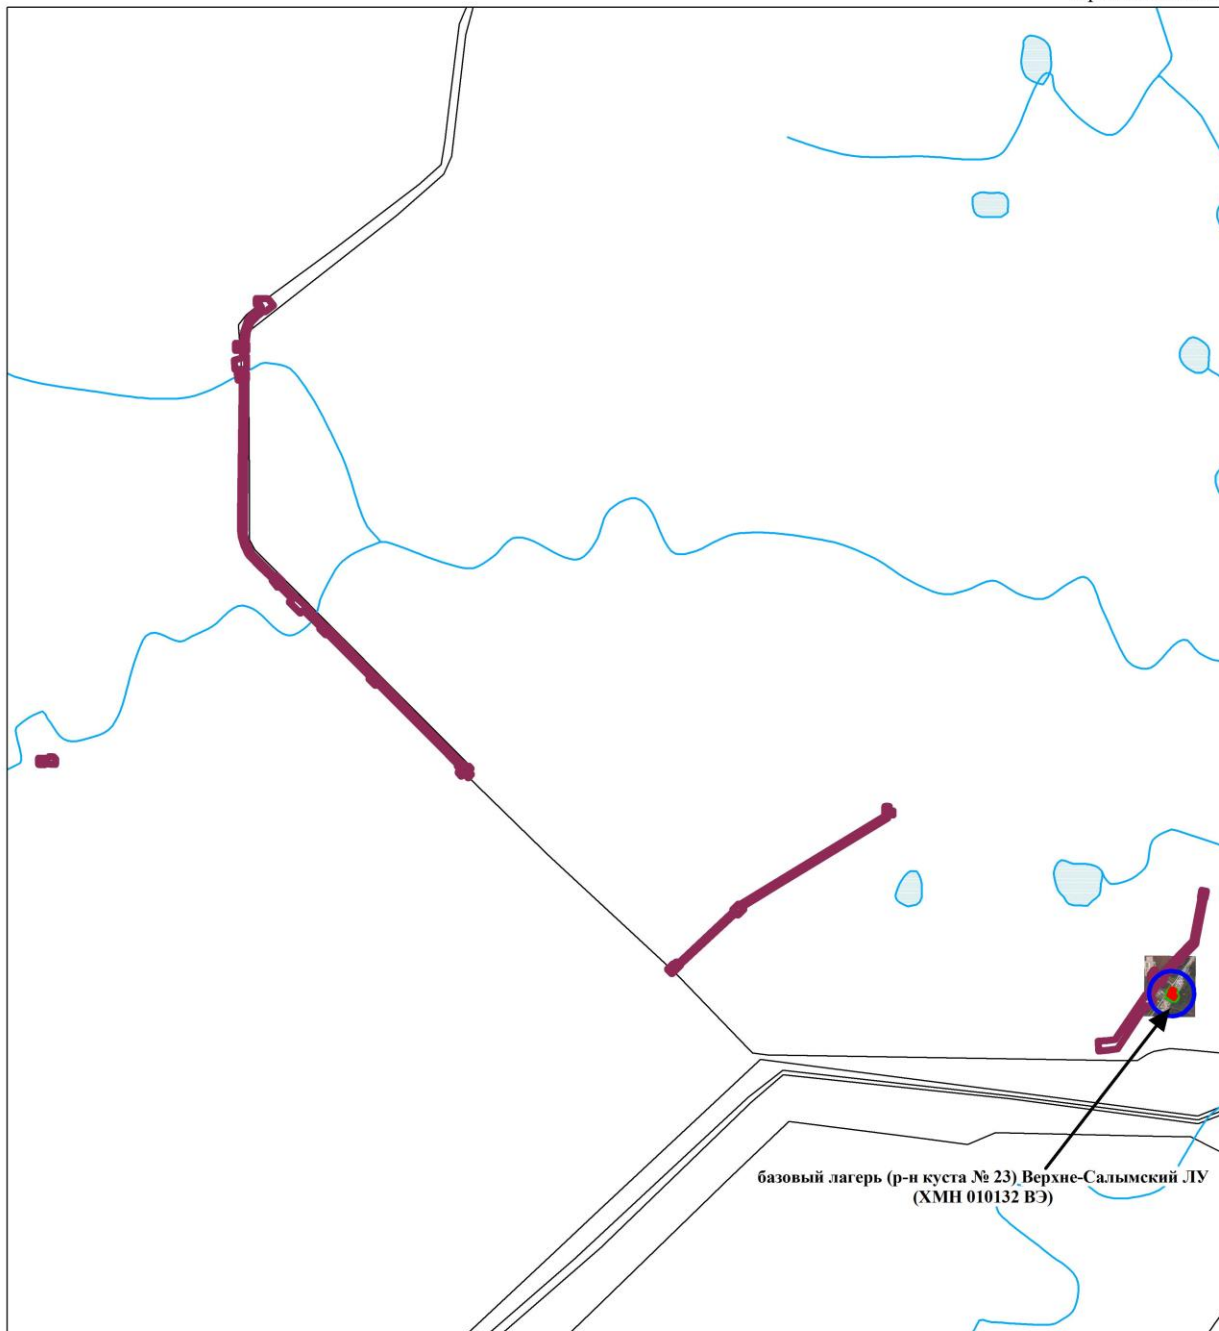 базовый лагерь (р-н куста № 23) Верхне-Салымский ЛУ
(ХМН 010132 ВЭ)